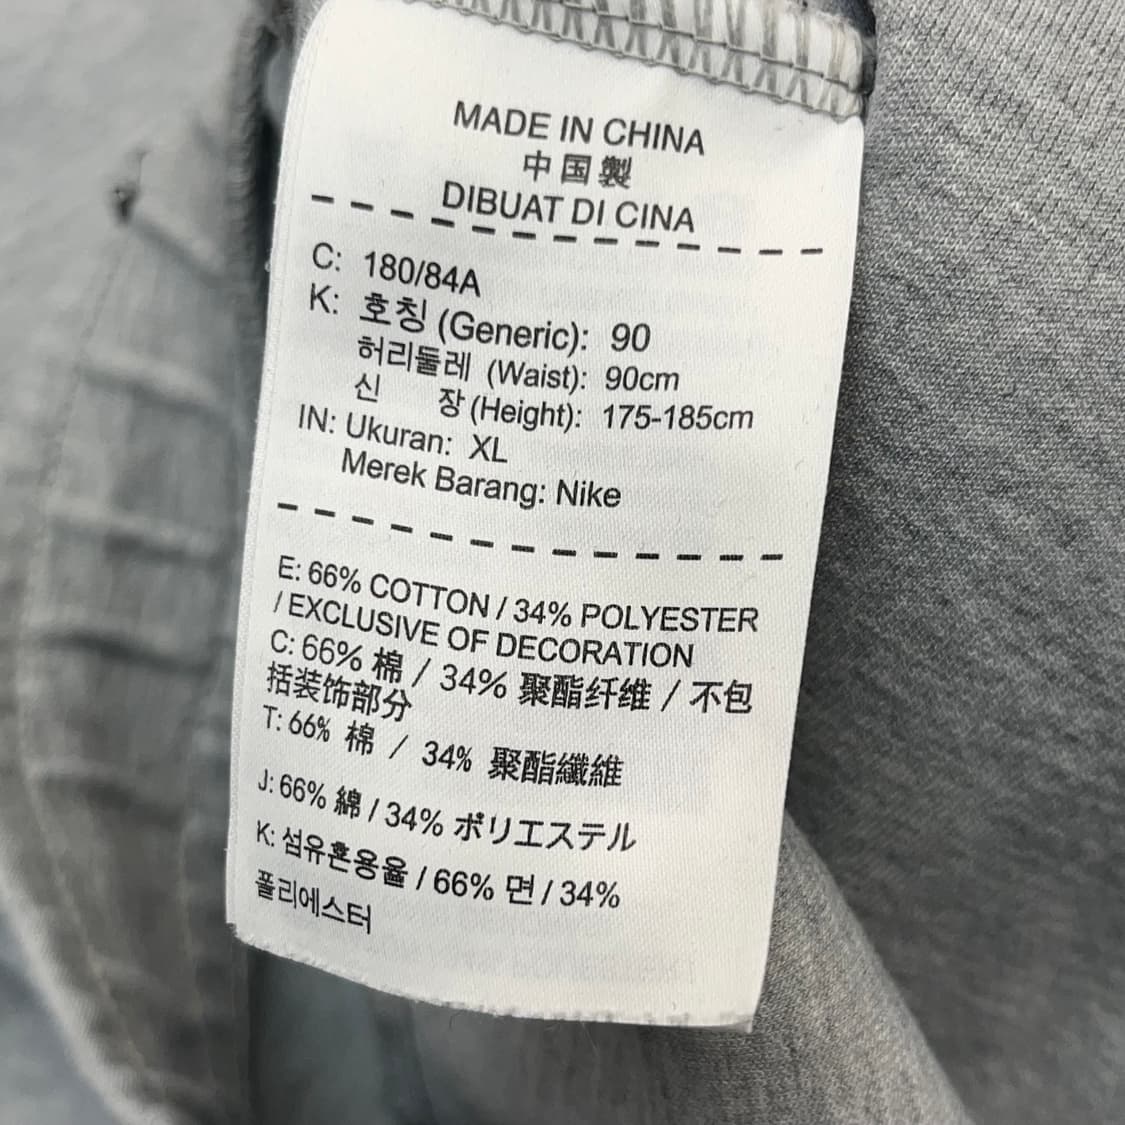 MADE IN CHINA
中国製
DIBUAT DI CINA
C: 180/84A
K: 호칭 (Generic): 90
허리둘레 (Waist): 90cm
신 장 (Height): 175-185cm
IN: Ukuran: XL
Merek Barang: Nike
E: 66% COTTON / 34% POLYESTER
/ EXCLUSIVE OF DECORATION
C: 66% 棉 / 34% 聚酯纤维 / 不包
括装饰部分
T: 66% 棉 / 34% 聚酯纖維
J: 66% 綿 / 34% ポリエステル
K: 섬유혼용율 / 66% 면 / 34%
폴리에스터